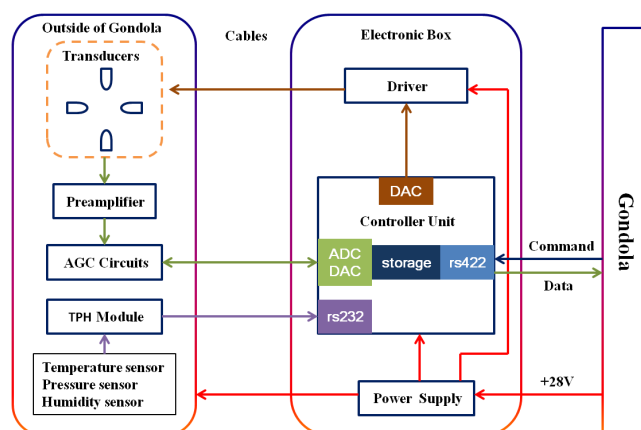 Outside of Gondola
Transducers
Preamplifier
AGC Circuits
TPH Module
Temperature sensor
Pressure sensor
Humidity sensor
Cables
Electronic Box
Driver
DAC
Controller Unit
ADC
DAC
storage
rs422
rs232
Power Supply
Command
Data
+28V
Gondola